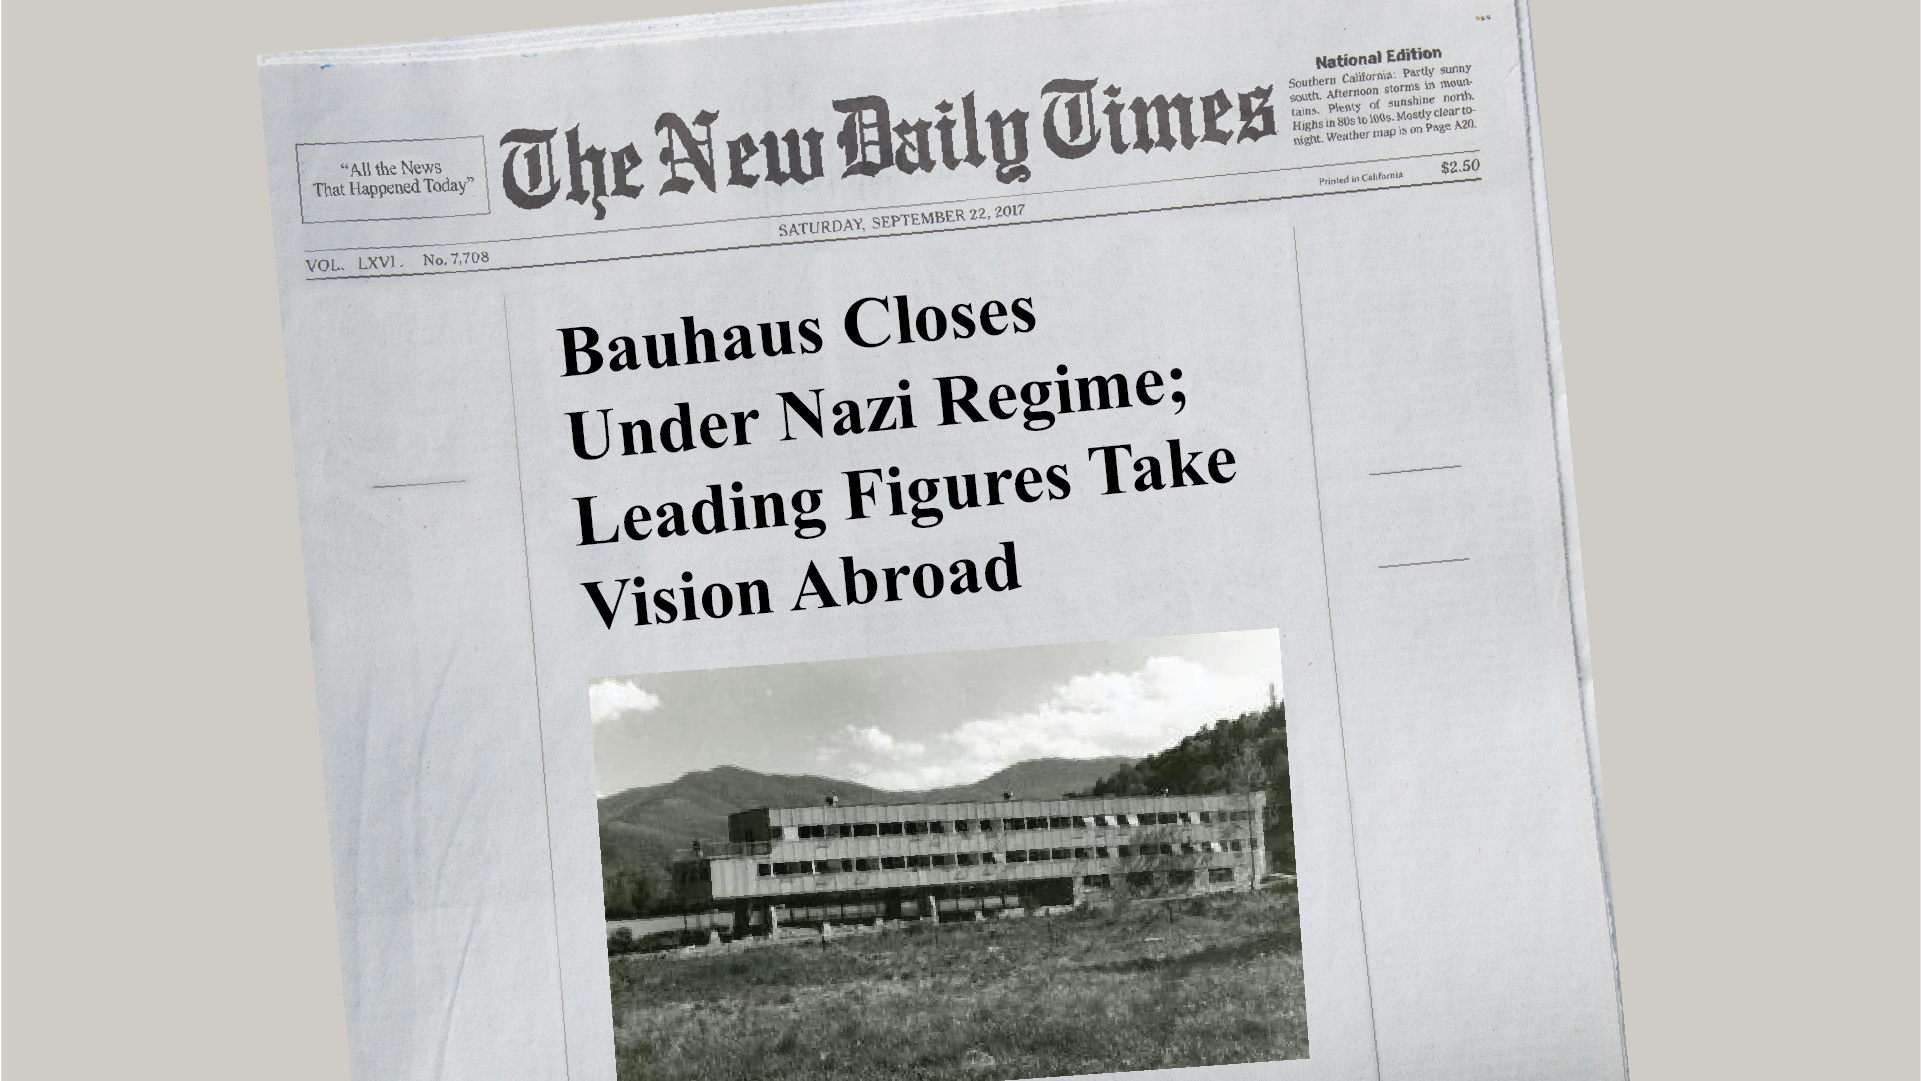 “All the News
That Happened Today”
The New Daily Times
National Edition
Southern California: Partly sunny
south. Afternoon storms in moun-
tains. Plenty of sunshine north.
Highs in 80s to 100s. Mostly clear to-
night. Weather map is on Page A20.
VOL. LXVI. No. 7,708
SATURDAY, SEPTEMBER 22, 2017
Printed in California
$2.50
Bauhaus Closes
Under Nazi Regime;
Leading Figures Take
Vision Abroad